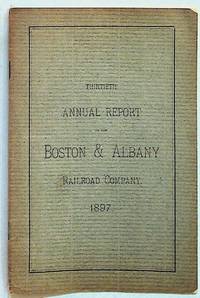 THIRTIETH
ANNUAL REPORT
OF THE
BOSTON & ALBANY
RAILROAD COMPANY.
1897.